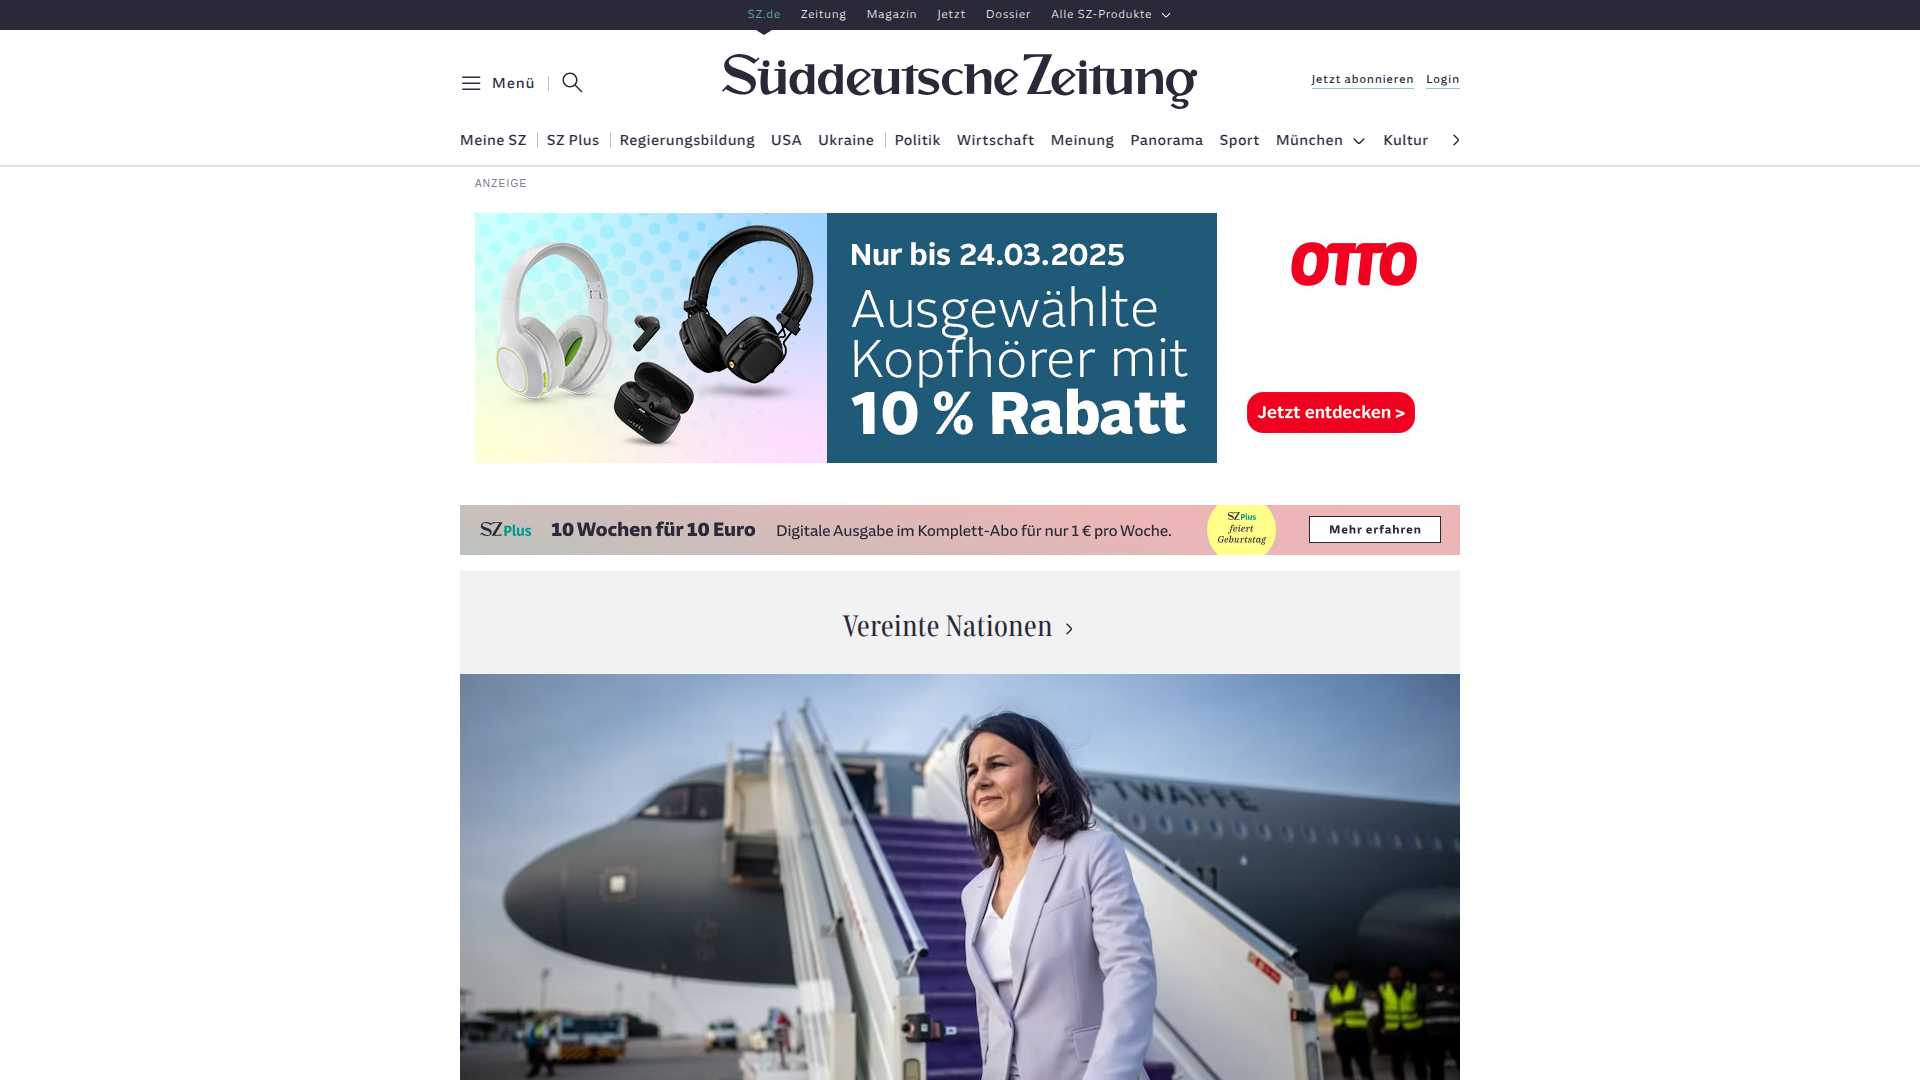 SZ.de Zeitung Magazin Jetzt Dossier Alle SZ-Produkte
Menü
Süddeutsche Zeitung
Jetzt abonnieren Login
Meine SZ SZ Plus Regierungsbildung USA Ukraine Politik Wirtschaft Meinung Panorama Sport München Kultur
ANZEIGE
Nur bis 24.03.2025
Ausgewählte
Kopfhörer mit
10 % Rabatt
OTTO
Jetzt entdecken >
SZ Plus 10 Wochen für 10 Euro Digitale Ausgabe im Komplett-Abo für nur 1 € pro Woche.
SZ Plus
feiert
Geburtstag
Mehr erfahren
Vereinte Nationen
LUFTWAFFE